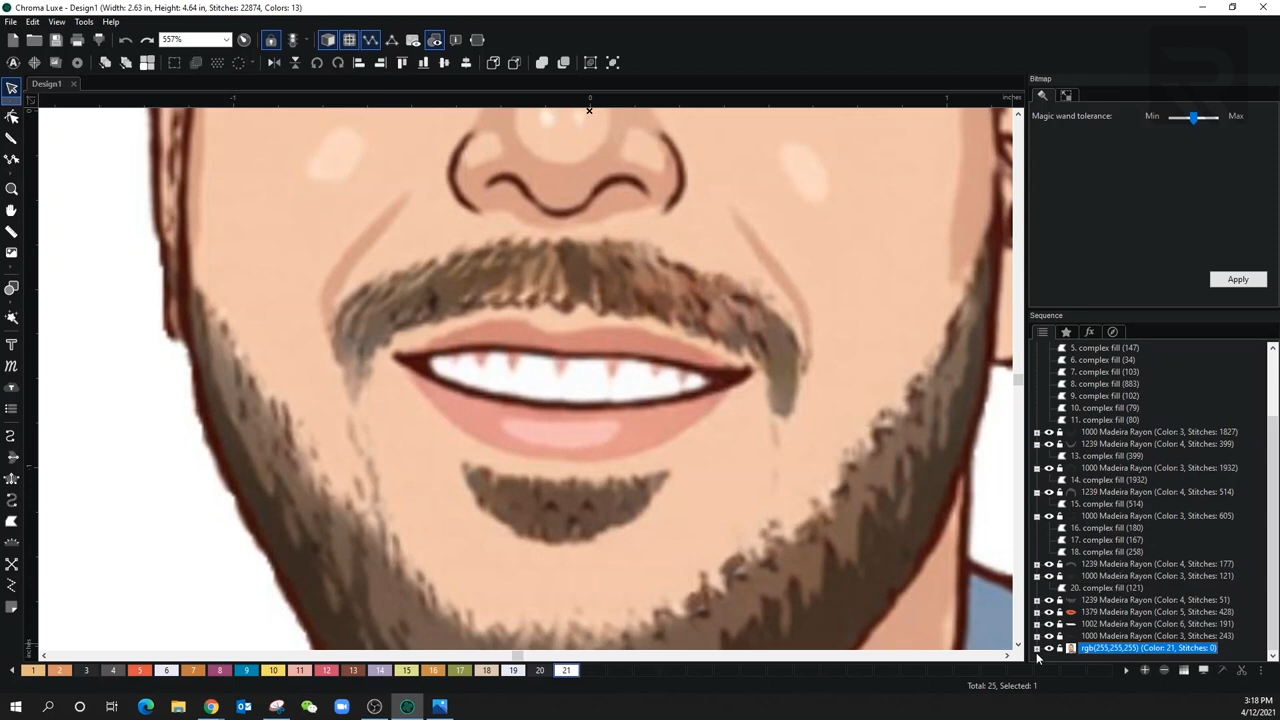 Chroma Luxe - Design1 (Width: 2.63 in, Height: 4.64 in, Stitches: 22874, Colors: 13)
File Edit View Tools Help
557%
Design1
-1 0 1 inches
inches
1
Bitmap
Magic wand tolerance: Min Max
Apply
Sequence
5. complex fill (147)
6. complex fill (34)
7. complex fill (103)
8. complex fill (883)
9. complex fill (102)
10. complex fill (79)
11. complex fill (80)
1000 Madeira Rayon (Color: 3, Stitches: 1827)
1239 Madeira Rayon (Color: 4, Stitches: 399)
13. complex fill (399)
1000 Madeira Rayon (Color: 3, Stitches: 1932)
14. complex fill (1932)
1239 Madeira Rayon (Color: 4, Stitches: 514)
15. complex fill (514)
1000 Madeira Rayon (Color: 3, Stitches: 605)
16. complex fill (180)
17. complex fill (167)
18. complex fill (258)
1239 Madeira Rayon (Color: 4, Stitches: 177)
1000 Madeira Rayon (Color: 3, Stitches: 121)
20. complex fill (121)
1239 Madeira Rayon (Color: 4, Stitches: 51)
1379 Madeira Rayon (Color: 5, Stitches: 428)
1002 Madeira Rayon (Color: 6, Stitches: 191)
1000 Madeira Rayon (Color: 3, Stitches: 243)
rgb(255,255,255) (Color: 21, Stitches: 0)
1 2 3 4 5 6 7 8 9 10 11 12 13 14 15 16 17 18 19 20 21
Total: 25, Selected: 1
3:18 PM
4/12/2021